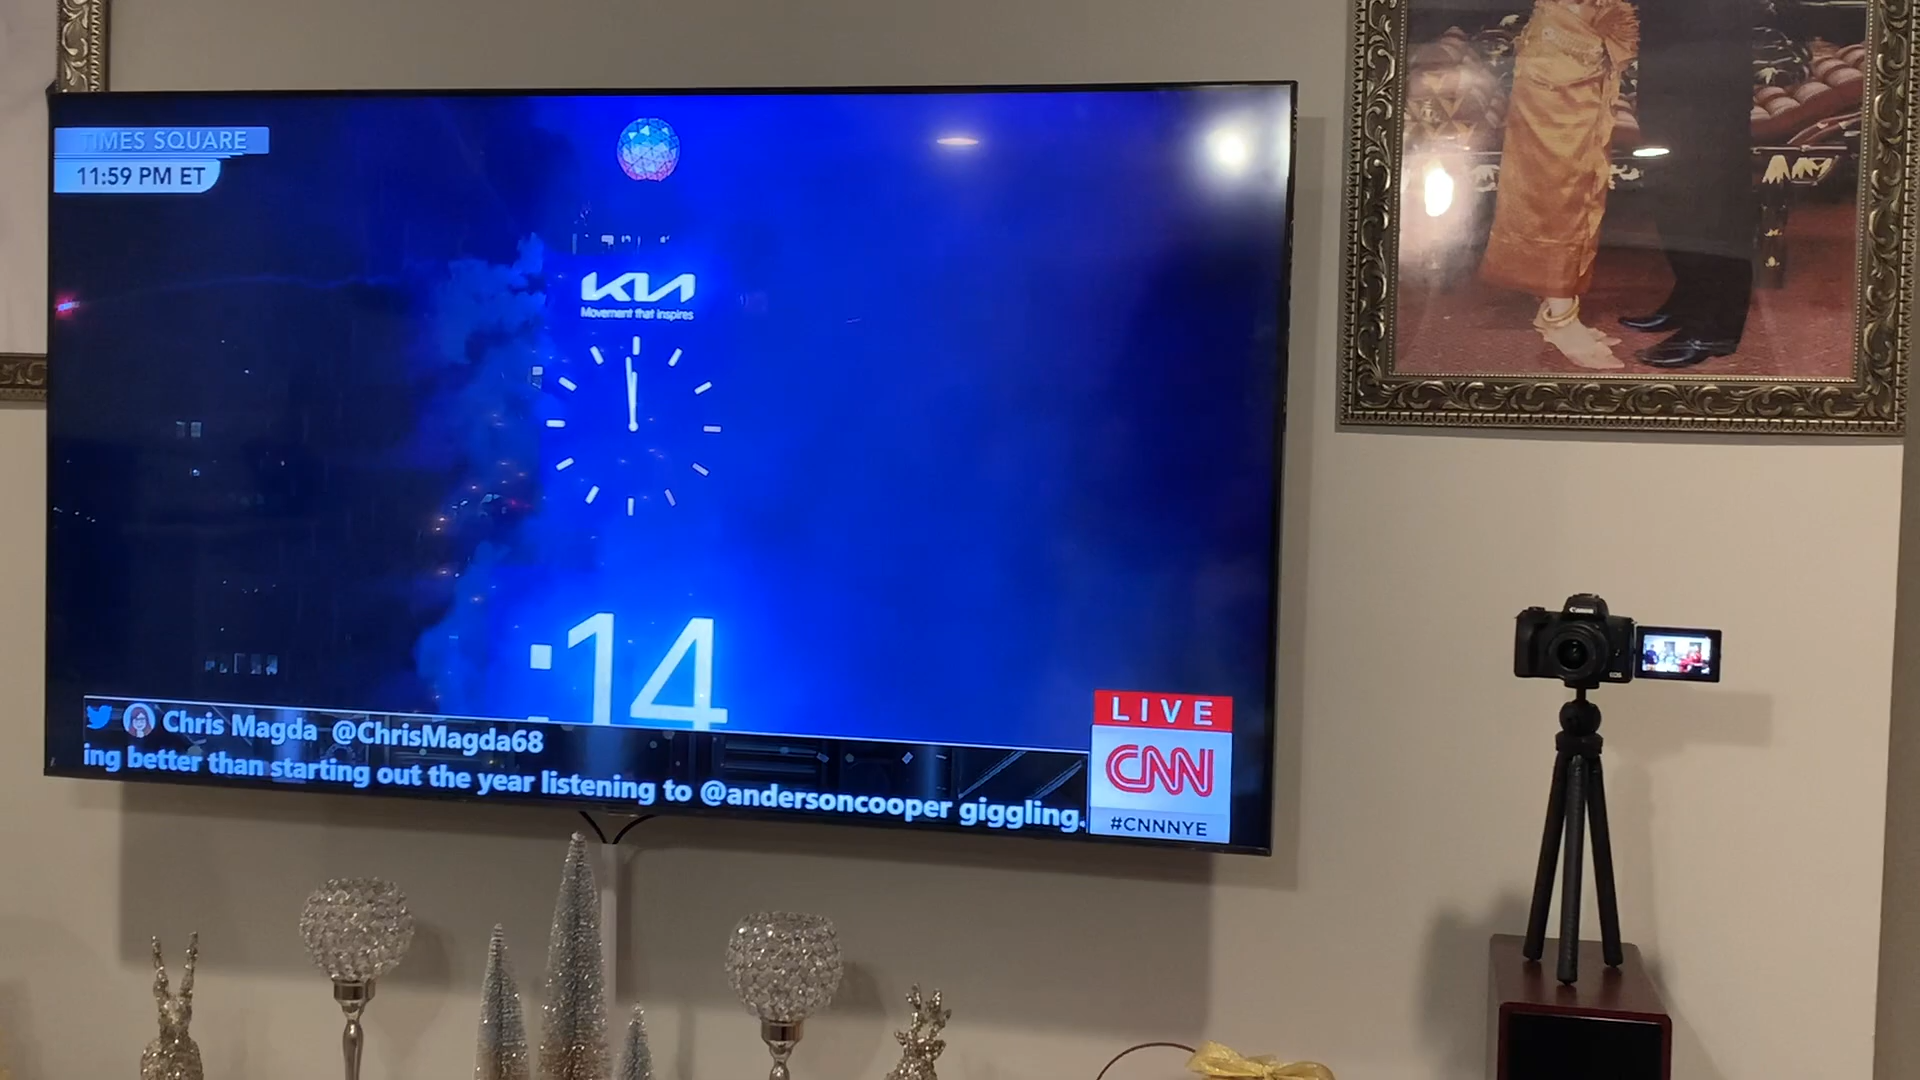 TIMES SQUARE
11:59 PM ET
KIA
Movement that inspires
:14
Chris Magda @ChrisMagda68
ing better than starting out the year listening to @andersoncooper giggling.
LIVE
CNN
#CNNNYE
Canon
EOS